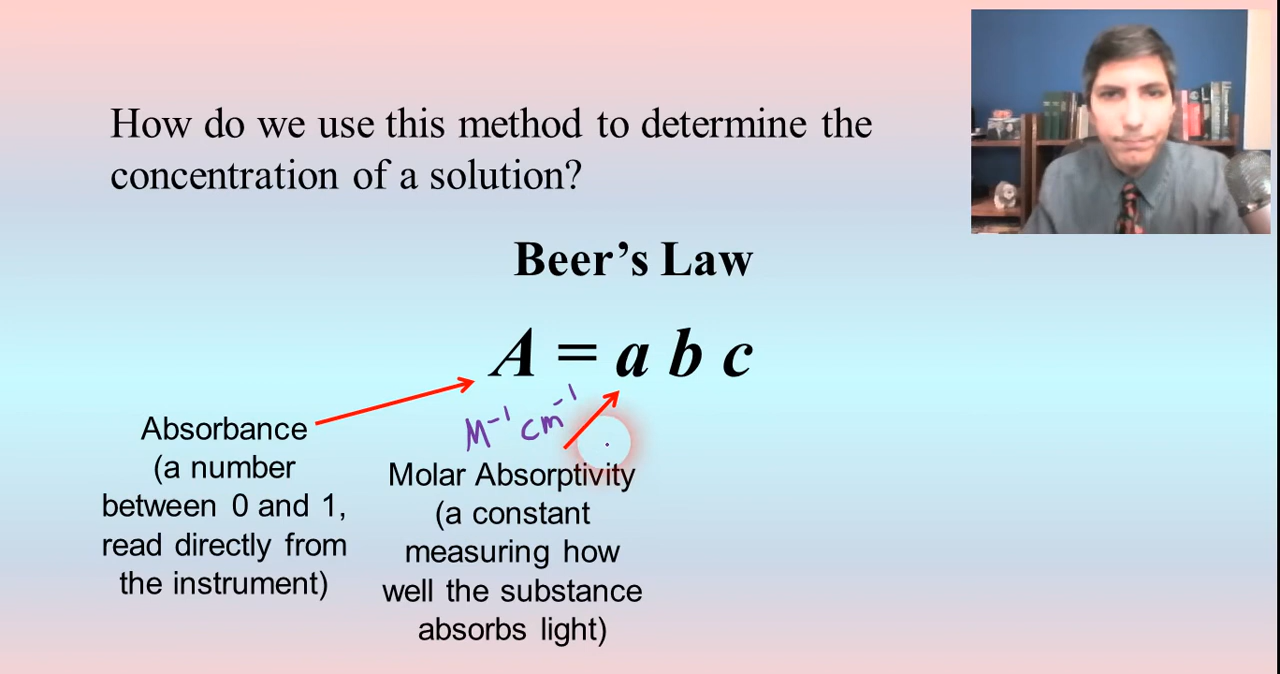 How do we use this method to determine the
concentration of a solution?
Beer's Law
A = a b c
M⁻¹ cm⁻¹
Absorbance
(a number
between 0 and 1,
read directly from
the instrument)
Molar Absorptivity
(a constant
measuring how
well the substance
absorbs light)